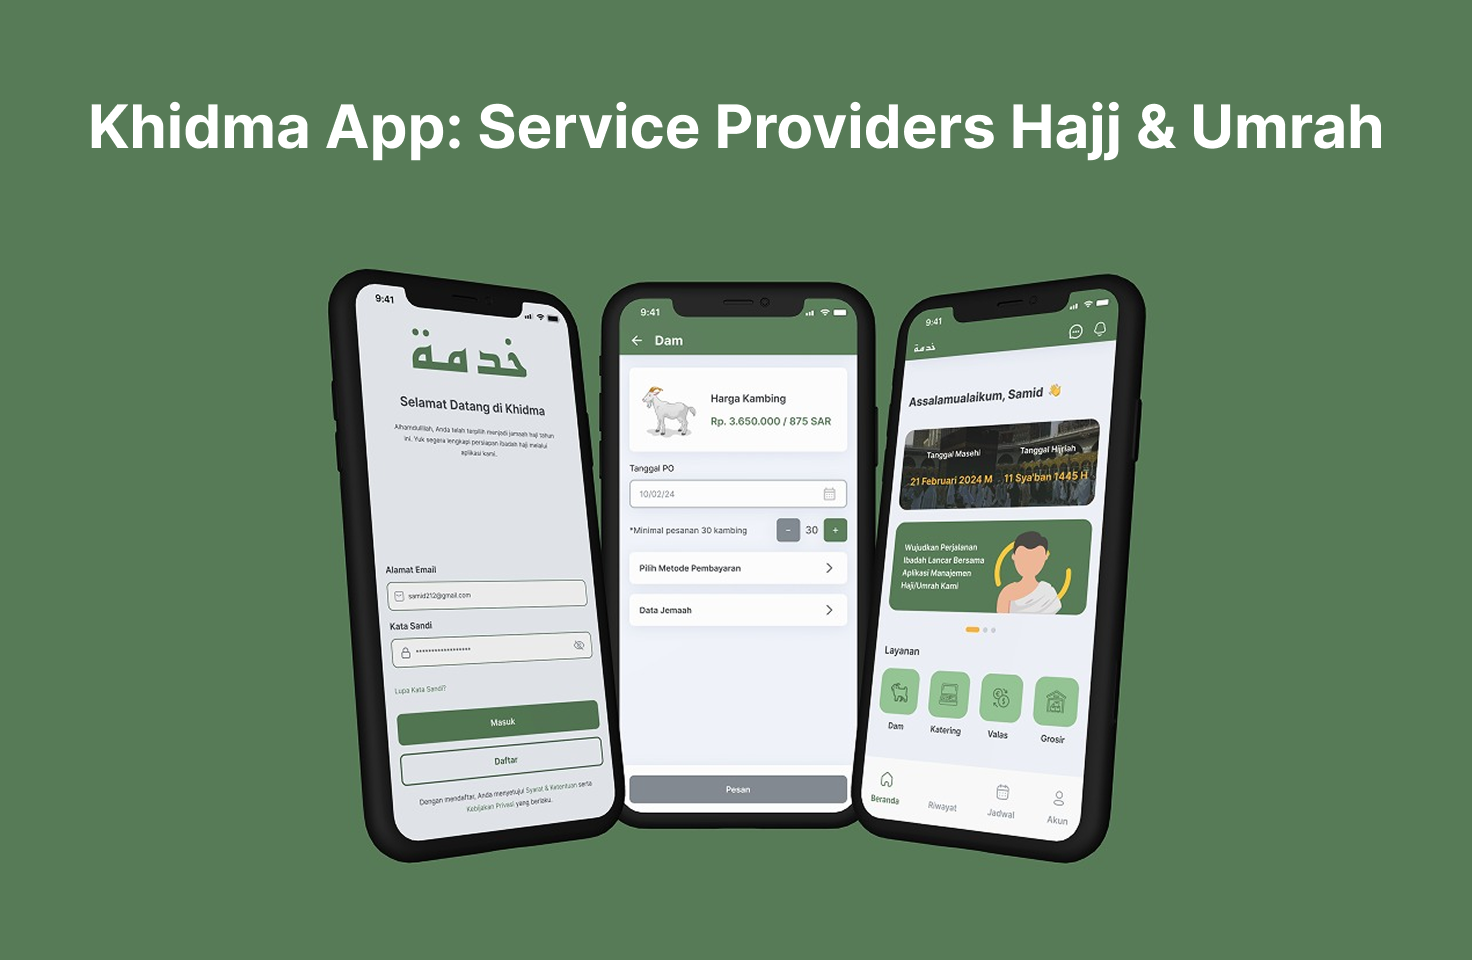 Khidma App: Service Providers Hajj & Umrah
9:41
خدمة
Selamat Datang di Khidma
Alhamdulillah, Anda telah terpilih menjadi jamaah haji tahun
ini. Yuk segera lengkapi persiapan ibadah haji melalui
aplikasi kami.
Alamat Email
samid212@gmail.com
Kata Sandi
Lupa Kata Sandi?
Masuk
Daftar
Dengan mendaftar, Anda menyetujui Syarat & Ketentuan serta
Kebijakan Privasi yang berlaku.
9:41
Dam
Harga Kambing
Rp. 3.650.000 / 875 SAR
Tanggal PO
10/02/24
*Minimal pesanan 30 kambing
- 30 +
Pilih Metode Pembayaran
Data Jemaah
Pesan
9:41
خدمة
Assalamualaikum, Samid 👋
Tanggal Masehi
Tanggal Hijriah
21 Februari 2024 M
11 Sya'ban 1445 H
Wujudkan Perjalanan
Ibadah Lancar Bersama
Aplikasi Manajemen
Haji/Umrah Kami
Layanan
Dam
Katering
Valas
Grosir
Beranda
Riwayat
Jadwal
Akun